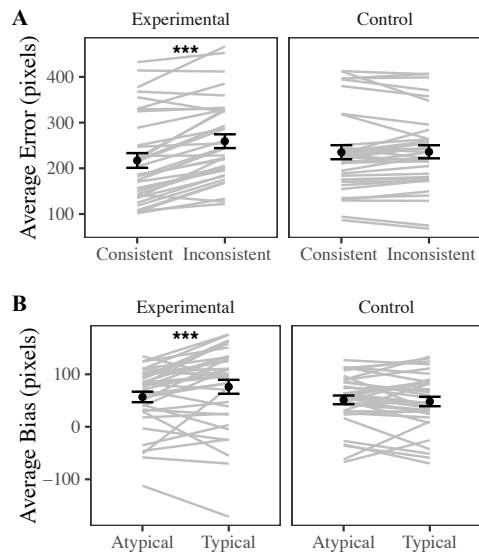 A
Experimental
Control
***
Average Error (pixels)
400
300
200
100
Consistent Inconsistent
Consistent Inconsistent
B
Experimental
Control
***
Average Bias (pixels)
100
0
−100
Atypical Typical
Atypical Typical